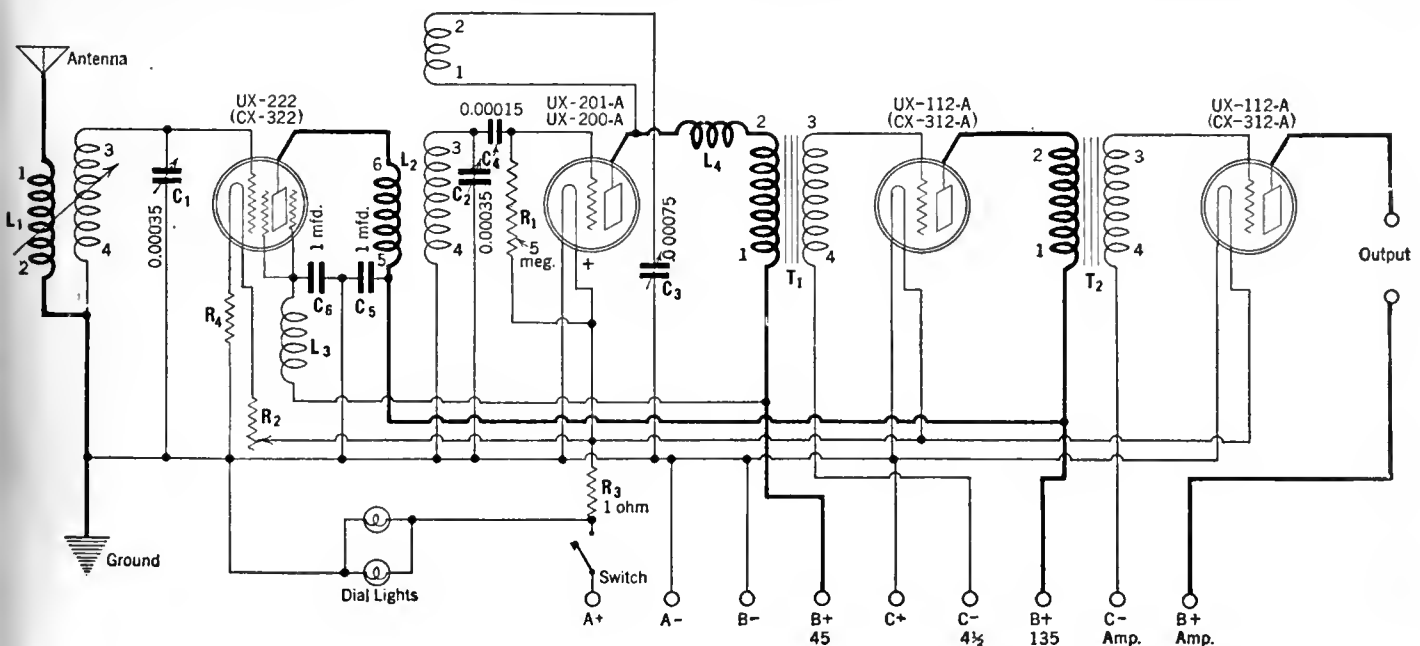 Antenna
UX-222
(CX-322)
0.00015
UX-201-A
UX-200-A
UX-112-A
(CX-312-A)
UX-112-A
(CX-312-A)
2
1
1
L1
2
3
4
C1
0.00035
6
L2
5
1 mfd.
1 mfd.
C6
C5
R4
L3
R2
3
4
C4
C2
0.00035
R1
5
meg.
+
L4
0.00075
C3
2
1
T1
3
4
2
1
T2
3
4
Output
R3
1 ohm
Ground
Dial Lights
Switch
A+
A-
B-
B+
45
C+
C-
4½
B+
135
C-
Amp.
B+
Amp.